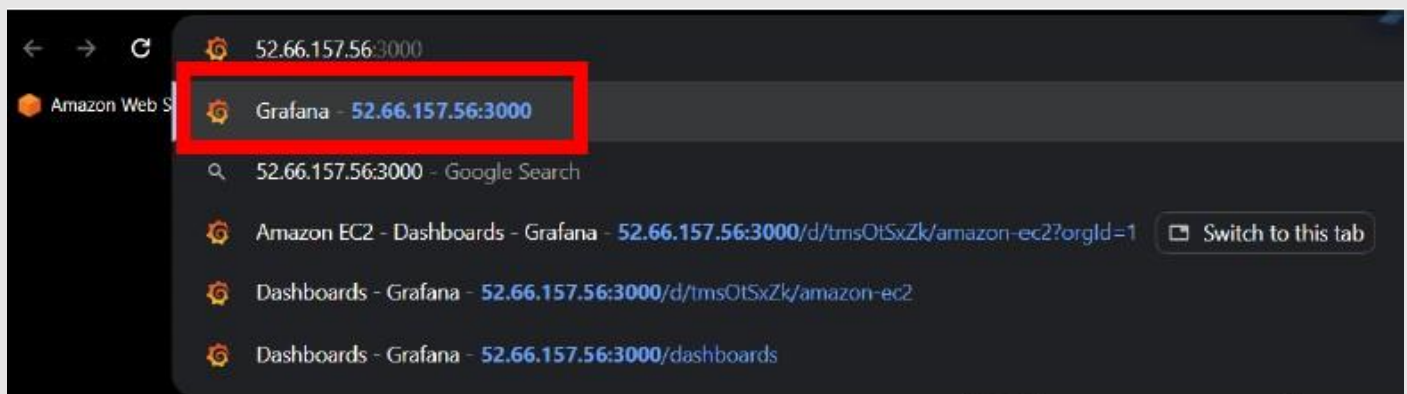 52.66.157.56:3000
Amazon Web S
Grafana - 52.66.157.56:3000
52.66.157.56:3000 - Google Search
Amazon EC2 - Dashboards - Grafana - 52.66.157.56:3000/d/tmsOtSxZk/amazon-ec2?orgId=1 Switch to this tab
Dashboards - Grafana - 52.66.157.56:3000/d/tmsOtSxZk/amazon-ec2
Dashboards - Grafana - 52.66.157.56:3000/dashboards